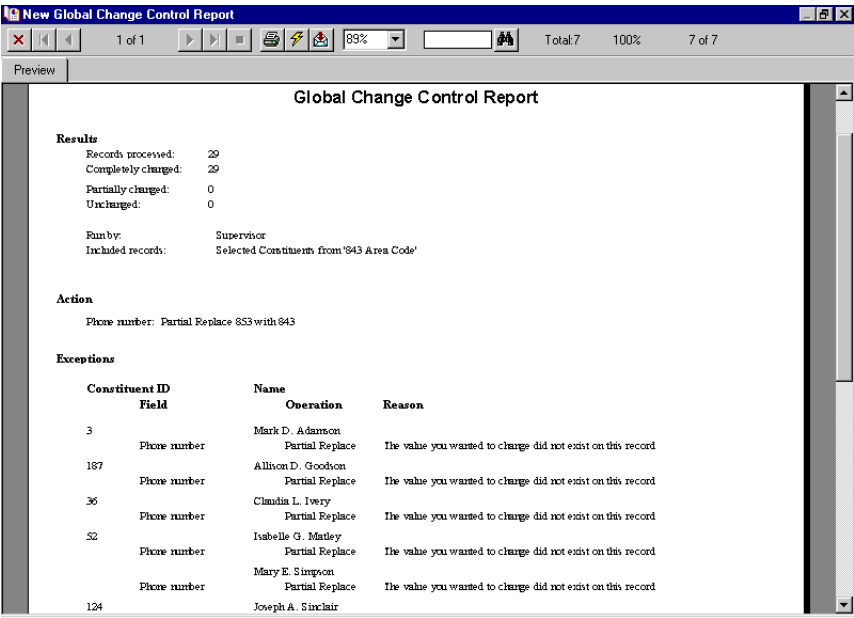 New Global Change Control Report
1 of 1 89% Total:7 100% 7 of 7
Preview
Global Change Control Report
Results
Records processed: 29
Completely changed: 29
Partially changed: 0
Unchanged: 0
Run by: Supervisor
Included records: Selected Constituents from '843 Area Code'
Action
Phone number: Partial Replace 853 with 843
Exceptions
Constituent ID Name
Field Operation Reason
3 Mark D. Adamson
Phone number Partial Replace The value you wanted to change did not exist on this record
187 Allison D. Goodson
Phone number Partial Replace The value you wanted to change did not exist on this record
36 Claudia L. Ivery
Phone number Partial Replace The value you wanted to change did not exist on this record
52 Isabelle G. Matley
Phone number Partial Replace The value you wanted to change did not exist on this record
Mary E. Simpson
Phone number Partial Replace The value you wanted to change did not exist on this record
124 Joseph A. Sinclair